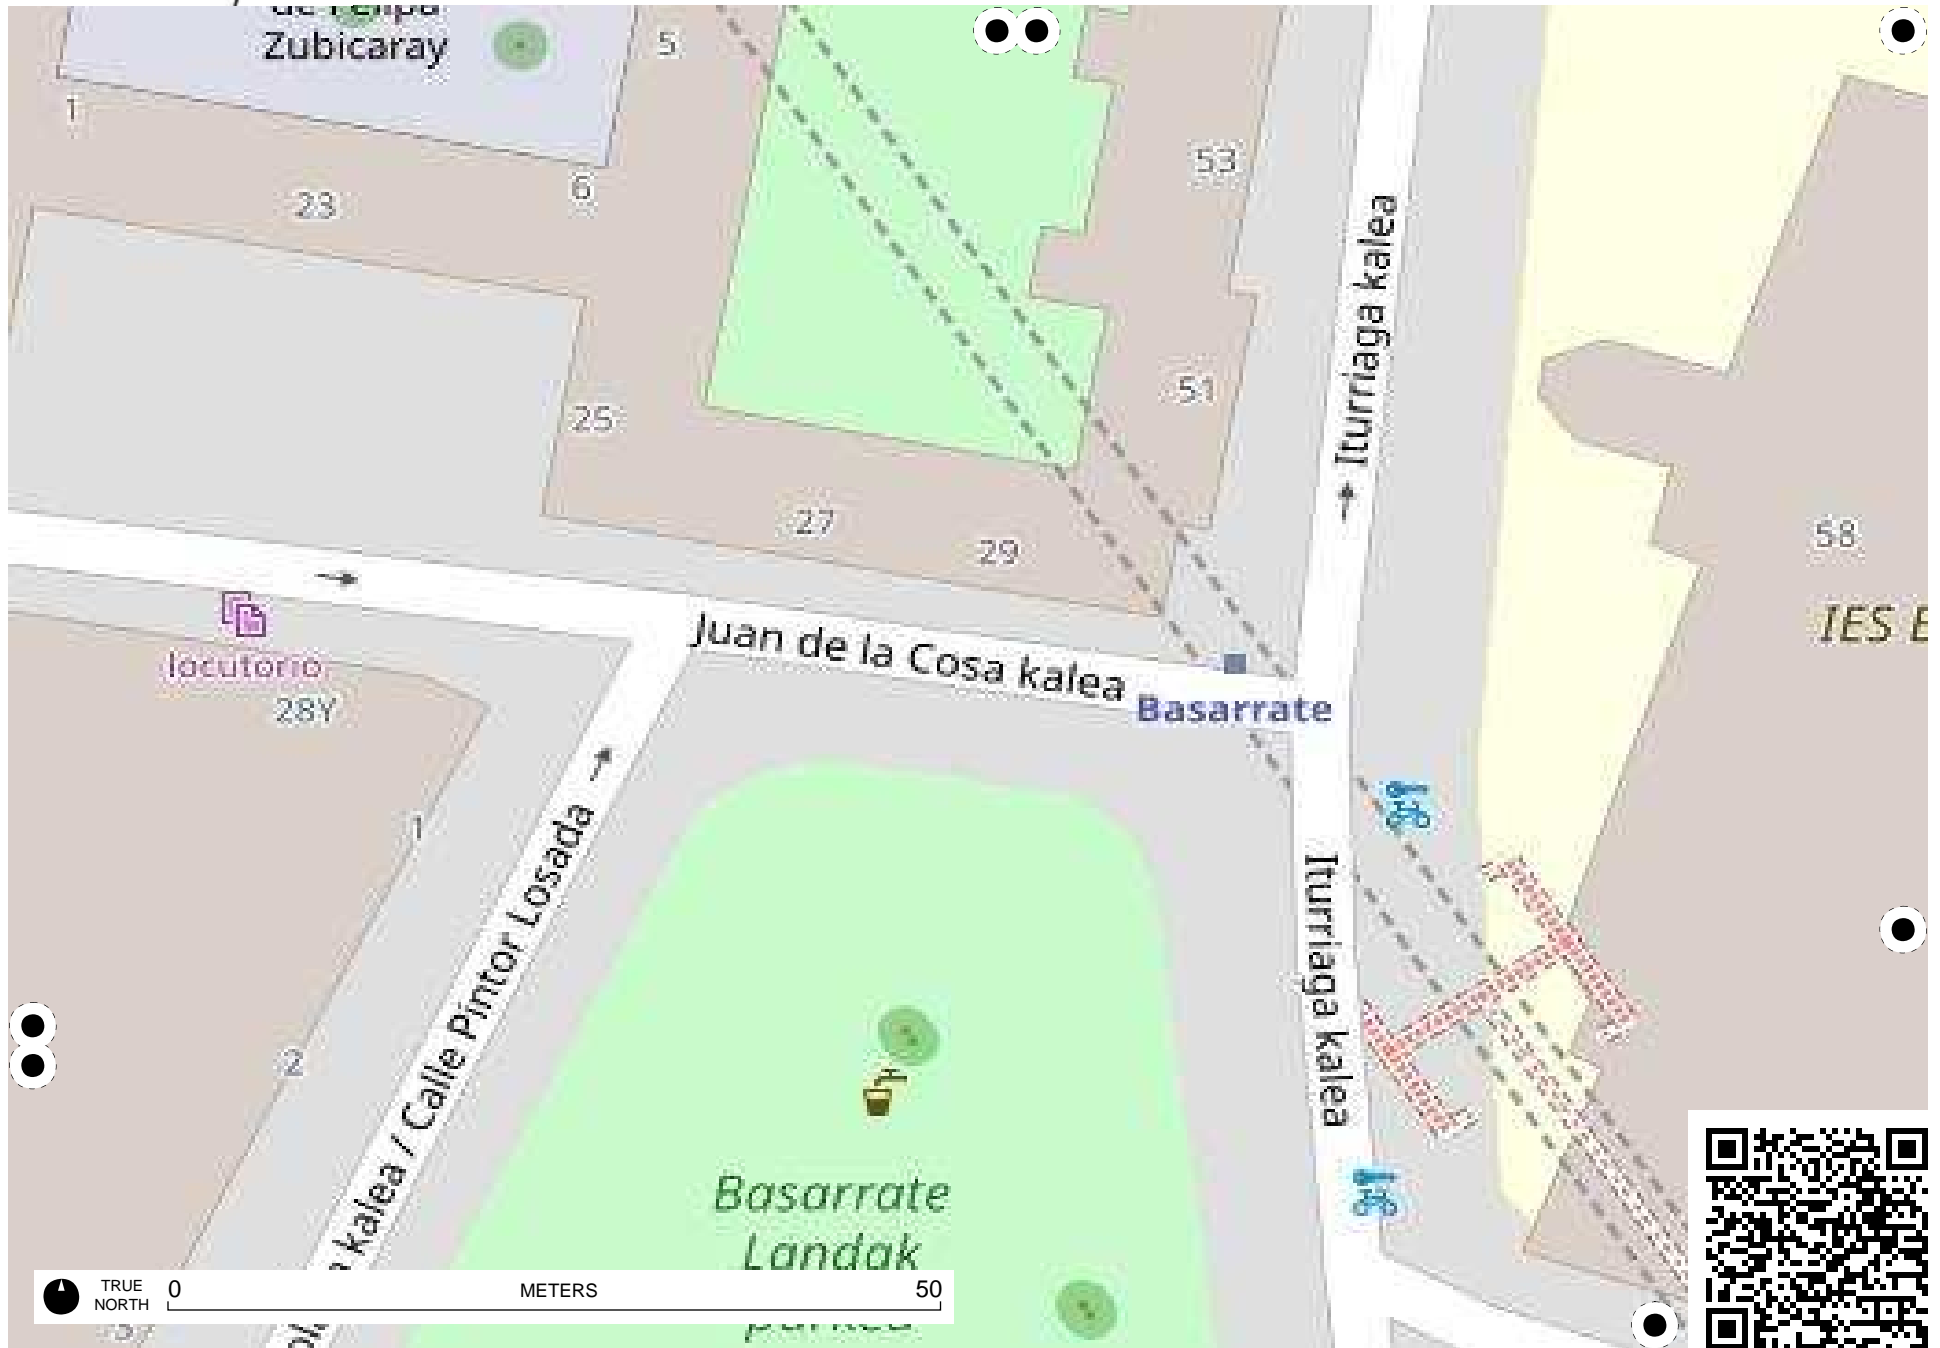 Zubicaray
5
1
6
23
53
25
51
Iturriaga kalea
27
29
58
IES
locutorio
28Y
Juan de la Cosa kalea
Basarrate
1
2
kalea / Calle Pintor Losada
Iturriaga kalea
Basarrate
Landak
TRUE
NORTH
0
METERS
50